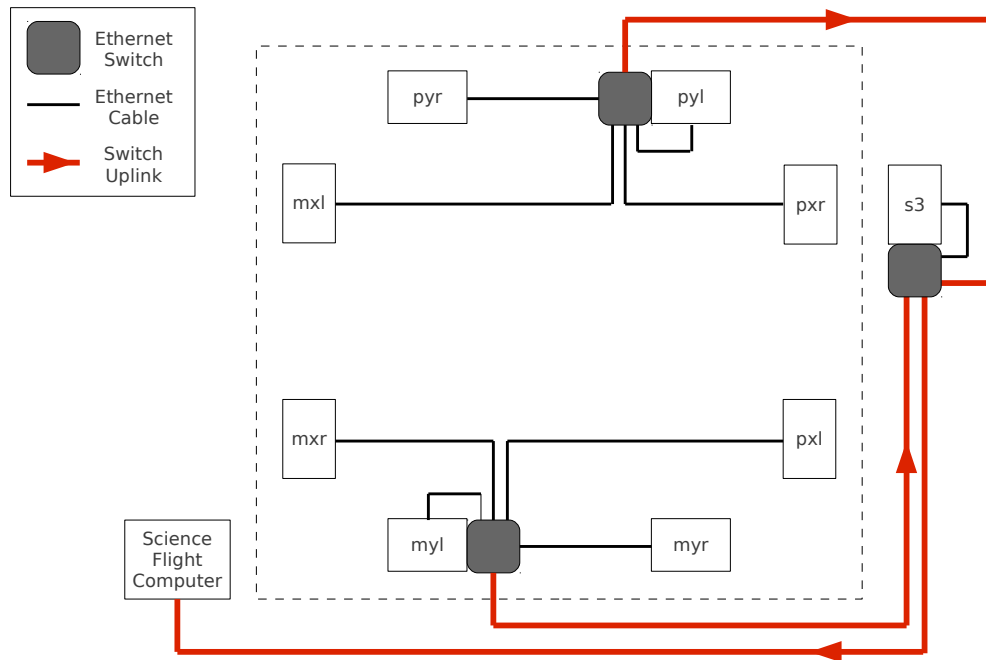 Ethernet
Switch
Ethernet
Cable
Switch
Uplink
pyr
pyl
mxl
pxr
s3
mxr
pxl
myl
myr
Science
Flight
Computer